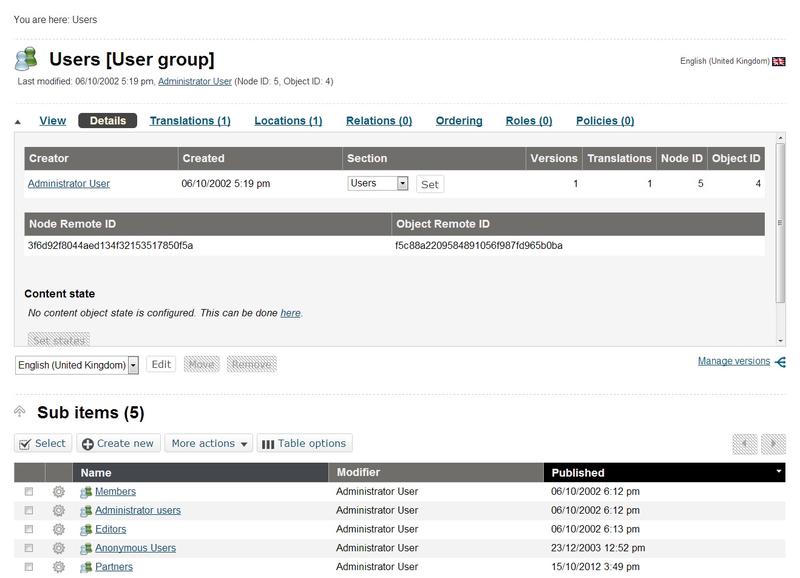 You are here: Users
Users [User group]
English (United Kingdom)
Last modified: 06/10/2002 5:19 pm, Administrator User (Node ID: 5, Object ID: 4)
View Details Translations (1) Locations (1) Relations (0) Ordering Roles (0) Policies (0)
Creator Created Section Versions Translations Node ID Object ID
Administrator User 06/10/2002 5:19 pm Users Set 1 1 5 4
Node Remote ID Object Remote ID
3f6d92f8044aed134f32153517850f5a f5c88a2209584891056f987fd965b0ba
Content state
No content object state is configured. This can be done here.
Set states
English (United Kingdom) Edit Move Remove Manage versions
Sub items (5)
Select Create new More actions Table options
Name Modifier Published
Members Administrator User 06/10/2002 6:12 pm
Administrator users Administrator User 06/10/2002 6:12 pm
Editors Administrator User 06/10/2002 6:13 pm
Anonymous Users Administrator User 23/12/2003 12:52 pm
Partners Administrator User 15/10/2012 3:49 pm